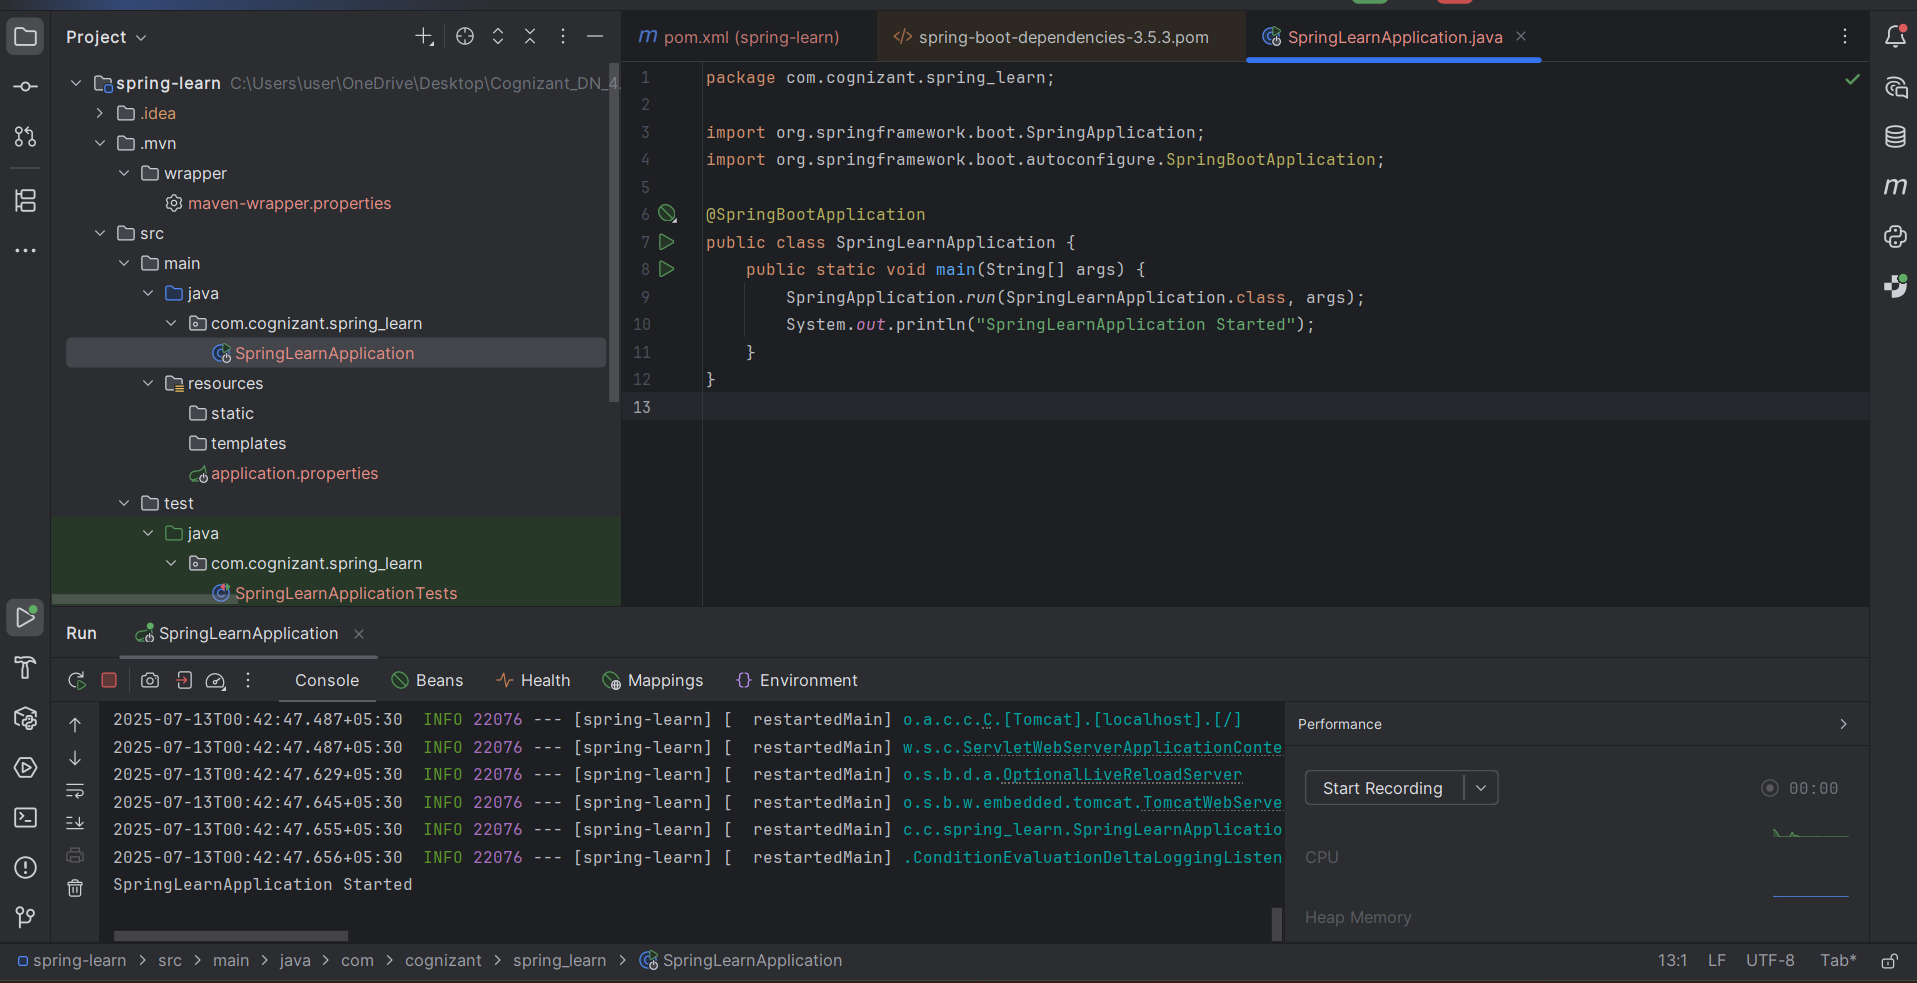 Project
spring-learn C:\Users\user\OneDrive\Desktop\Cognizant_DN_4.
.idea
.mvn
wrapper
maven-wrapper.properties
src
main
java
com.cognizant.spring_learn
SpringLearnApplication
resources
static
templates
application.properties
test
java
com.cognizant.spring_learn
SpringLearnApplicationTests
m pom.xml (spring-learn)
</> spring-boot-dependencies-3.5.3.pom
SpringLearnApplication.java
1 package com.cognizant.spring_learn;
2
3 import org.springframework.boot.SpringApplication;
4 import org.springframework.boot.autoconfigure.SpringBootApplication;
5
6 @SpringBootApplication
7 public class SpringLearnApplication {
8 public static void main(String[] args) {
9 SpringApplication.run(SpringLearnApplication.class, args);
10 System.out.println("SpringLearnApplication Started");
11 }
12 }
13
m
Run SpringLearnApplication
Console Beans Health Mappings {} Environment
2025-07-13T00:42:47.487+05:30 INFO 22076 --- [spring-learn] [ restartedMain] o.a.c.c.C.[Tomcat].[localhost].[/]
2025-07-13T00:42:47.487+05:30 INFO 22076 --- [spring-learn] [ restartedMain] w.s.c.ServletWebServerApplicationConte
2025-07-13T00:42:47.629+05:30 INFO 22076 --- [spring-learn] [ restartedMain] o.s.b.d.a.OptionalLiveReloadServer
2025-07-13T00:42:47.645+05:30 INFO 22076 --- [spring-learn] [ restartedMain] o.s.b.w.embedded.tomcat.TomcatWebServe
2025-07-13T00:42:47.655+05:30 INFO 22076 --- [spring-learn] [ restartedMain] c.c.spring_learn.SpringLearnApplicatio
2025-07-13T00:42:47.656+05:30 INFO 22076 --- [spring-learn] [ restartedMain] .ConditionEvaluationDeltaLoggingListen
SpringLearnApplication Started
Performance
Start Recording
00:00
CPU
Heap Memory
spring-learn > src > main > java > com > cognizant > spring_learn > SpringLearnApplication
13:1 LF UTF-8 Tab*